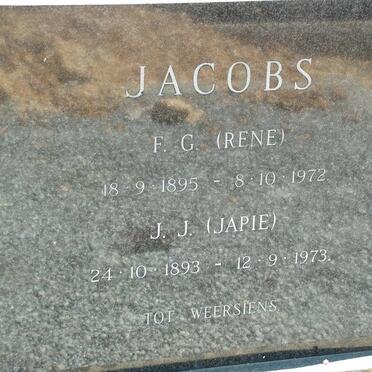 JACOBS
F. G. (RENE)
18·9·1895 - 8·10·1972.
J. J. (JAPIE)
24·10·1893 - 12·9·1973.
TOT WEERSIENS.